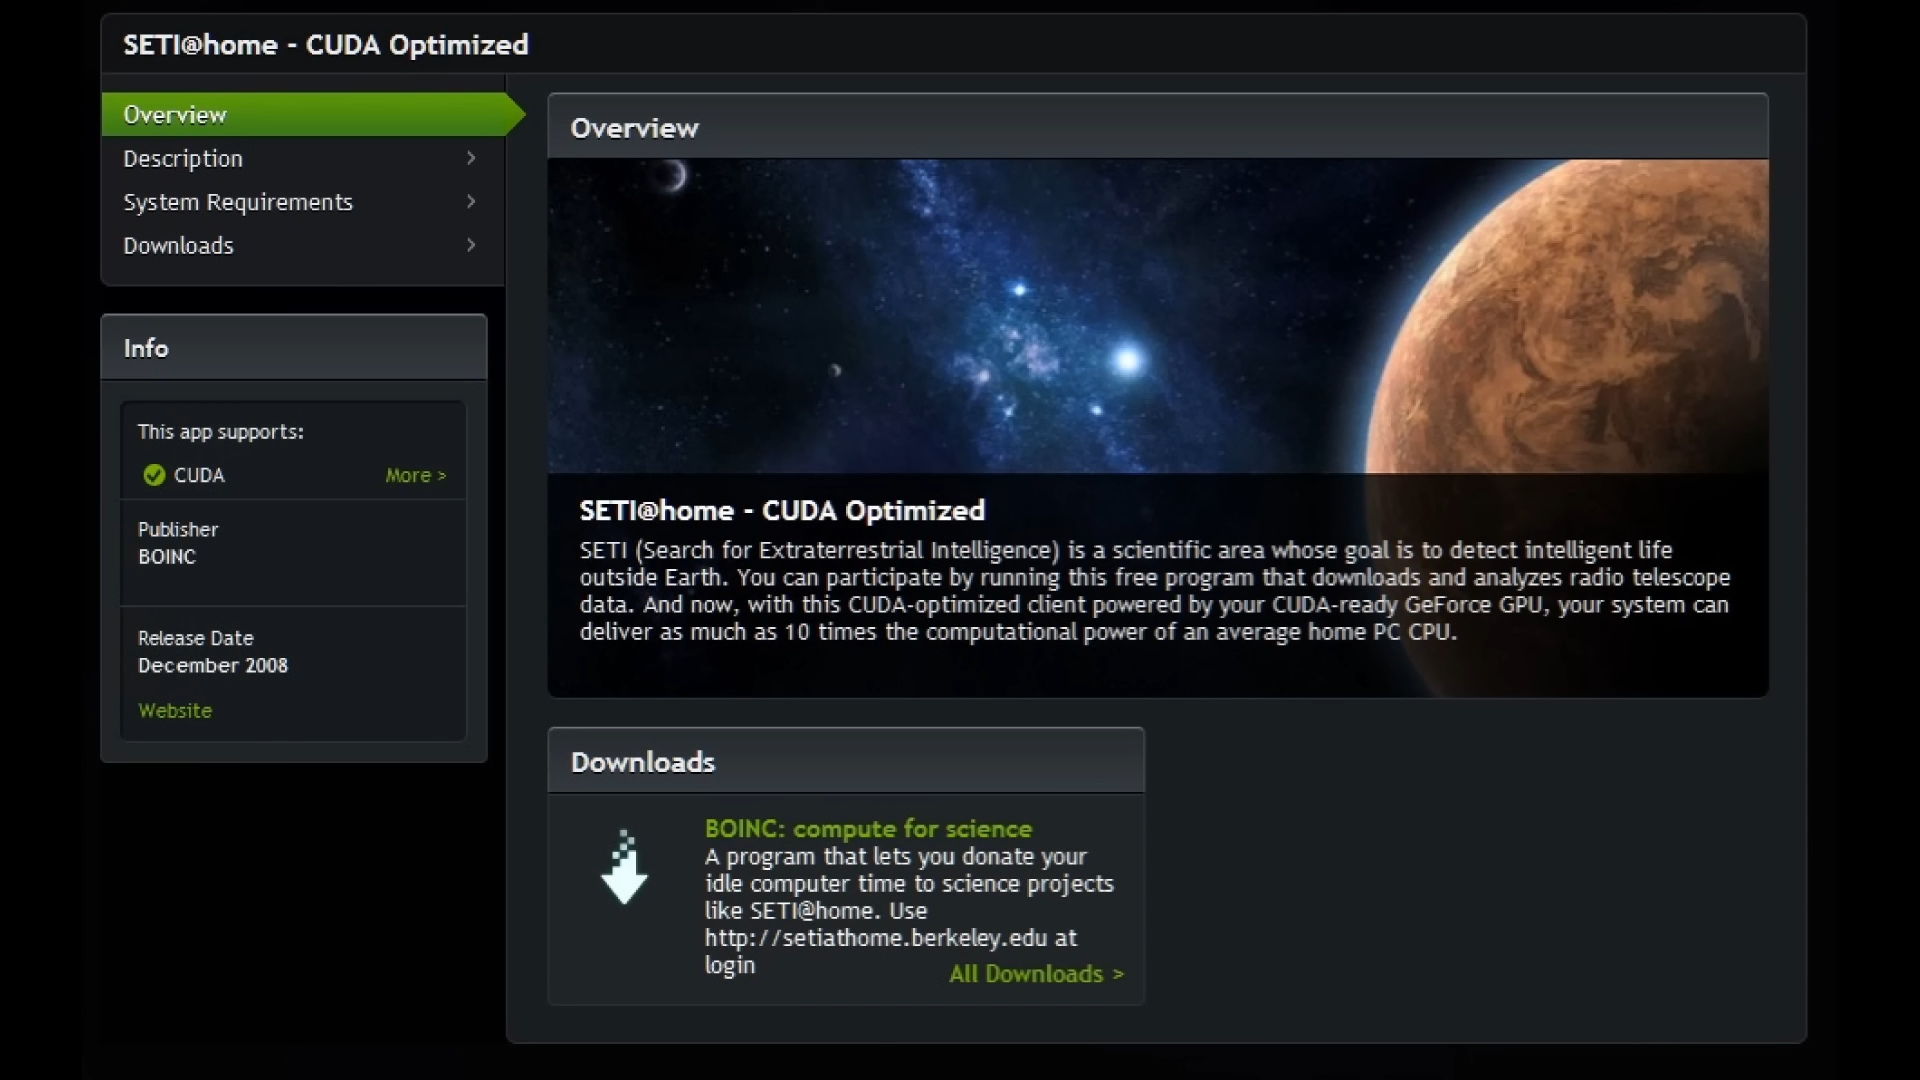 SETI@home - CUDA Optimized
Overview
Description
System Requirements
Downloads
Info
This app supports:
CUDA
More >
Publisher
BOINC
Release Date
December 2008
Website
Overview
SETI@home - CUDA Optimized
SETI (Search for Extraterrestrial Intelligence) is a scientific area whose goal is to detect intelligent life
outside Earth. You can participate by running this free program that downloads and analyzes radio telescope
data. And now, with this CUDA-optimized client powered by your CUDA-ready GeForce GPU, your system can
deliver as much as 10 times the computational power of an average home PC CPU.
Downloads
BOINC: compute for science
A program that lets you donate your
idle computer time to science projects
like SETI@home. Use
http://setiathome.berkeley.edu at
login
All Downloads >